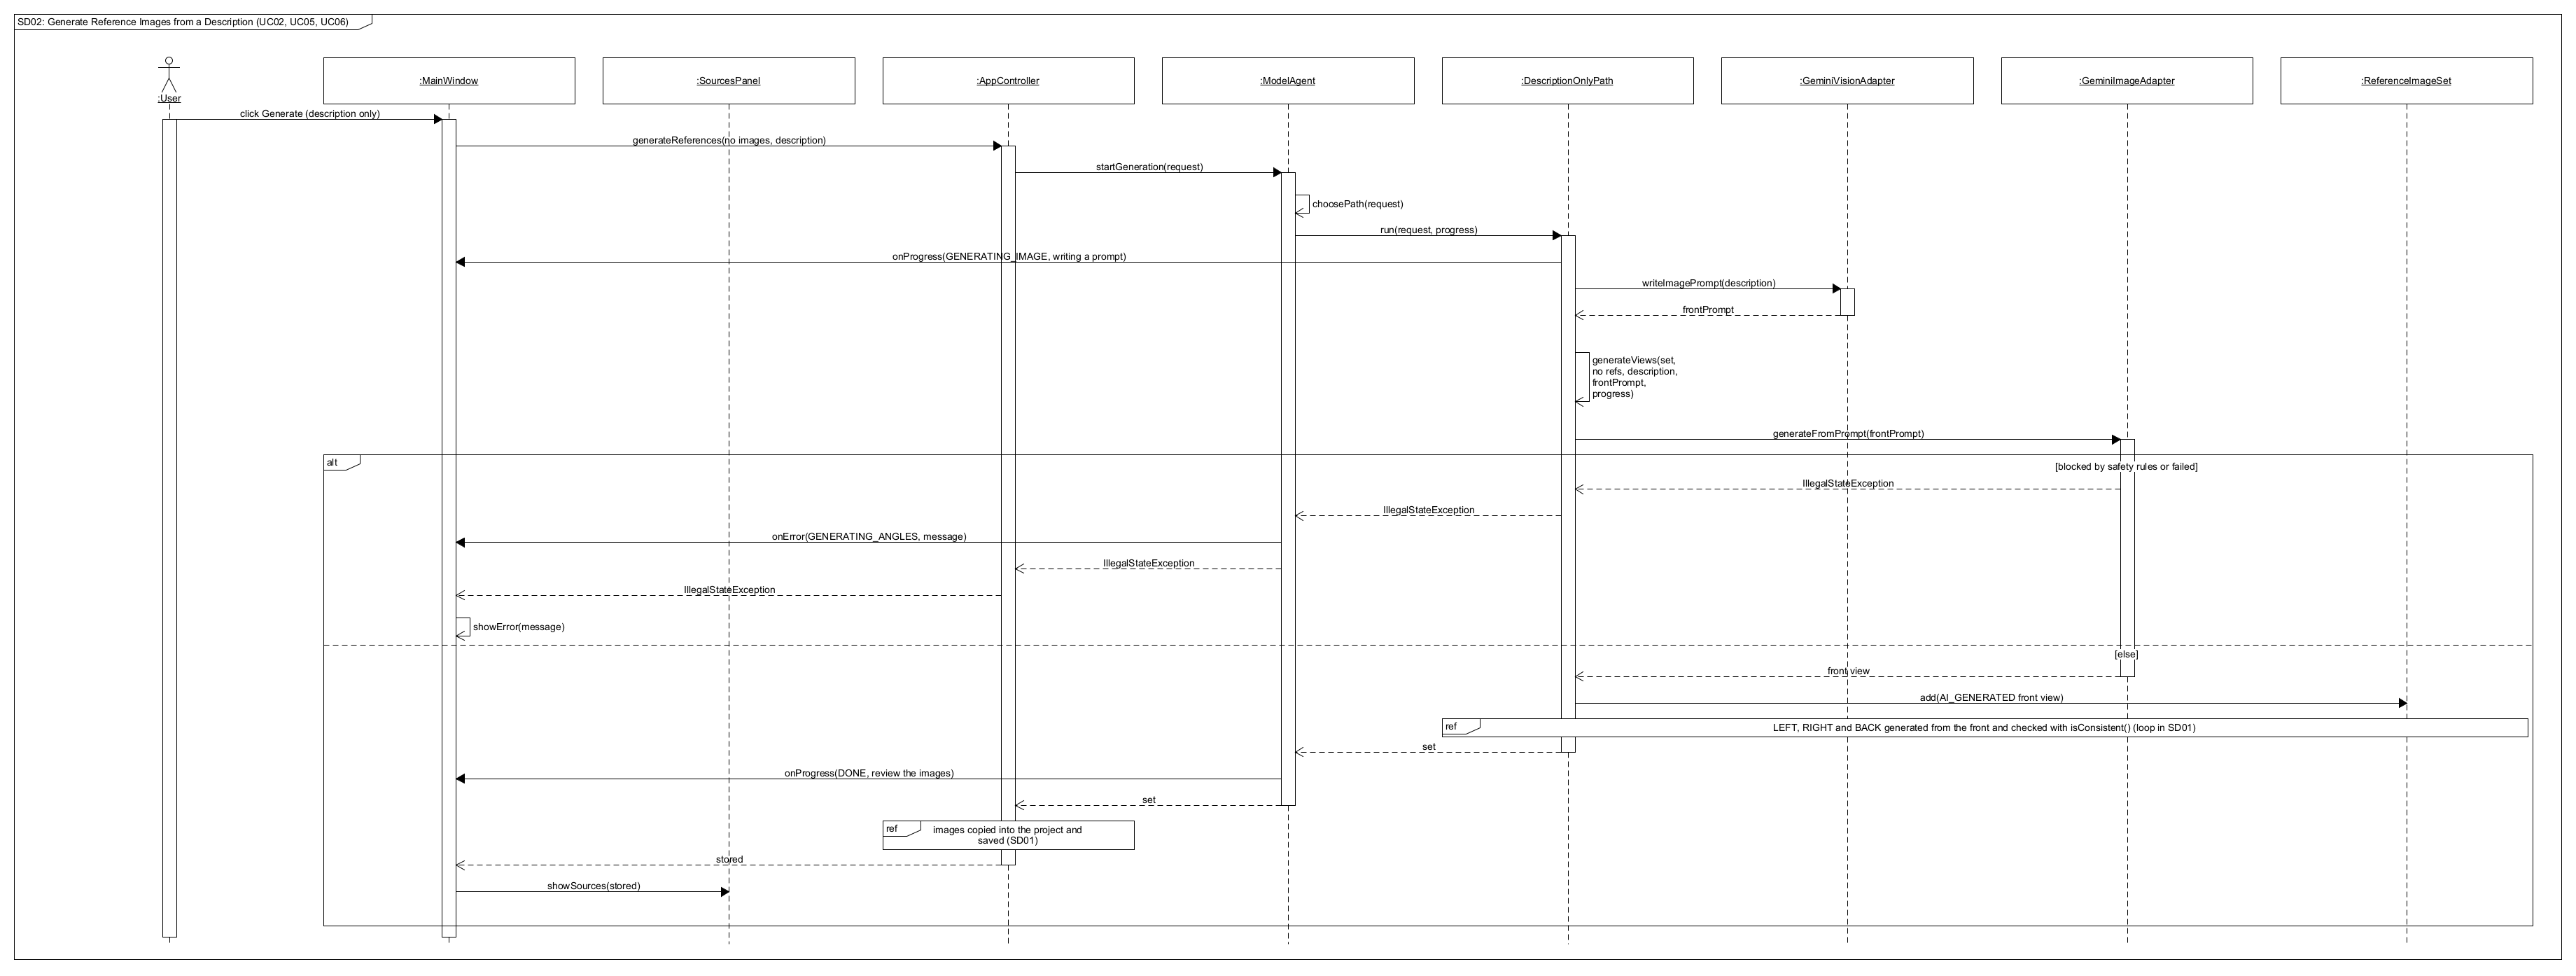 SD02: Generate Reference Images from a Description (UC02, UC05, UC06)
:User
:MainWindow
:SourcesPanel
:AppController
:ModelAgent
:DescriptionOnlyPath
:GeminiVisionAdapter
:GeminiImageAdapter
:ReferenceImageSet
click Generate (description only)
generateReferences(no images, description)
startGeneration(request)
choosePath(request)
run(request, progress)
onProgress(GENERATING_IMAGE, writing a prompt)
writeImagePrompt(description)
frontPrompt
generateViews(set,
no refs, description,
frontPrompt,
progress)
generateFromPrompt(frontPrompt)
alt
[blocked by safety rules or failed]
IllegalStateException
IllegalStateException
onError(GENERATING_ANGLES, message)
IllegalStateException
IllegalStateException
showError(message)
[else]
front view
add(AI_GENERATED front view)
ref
LEFT, RIGHT and BACK generated from the front and checked with isConsistent() (loop in SD01)
set
onProgress(DONE, review the images)
set
ref
images copied into the project and
saved (SD01)
stored
showSources(stored)